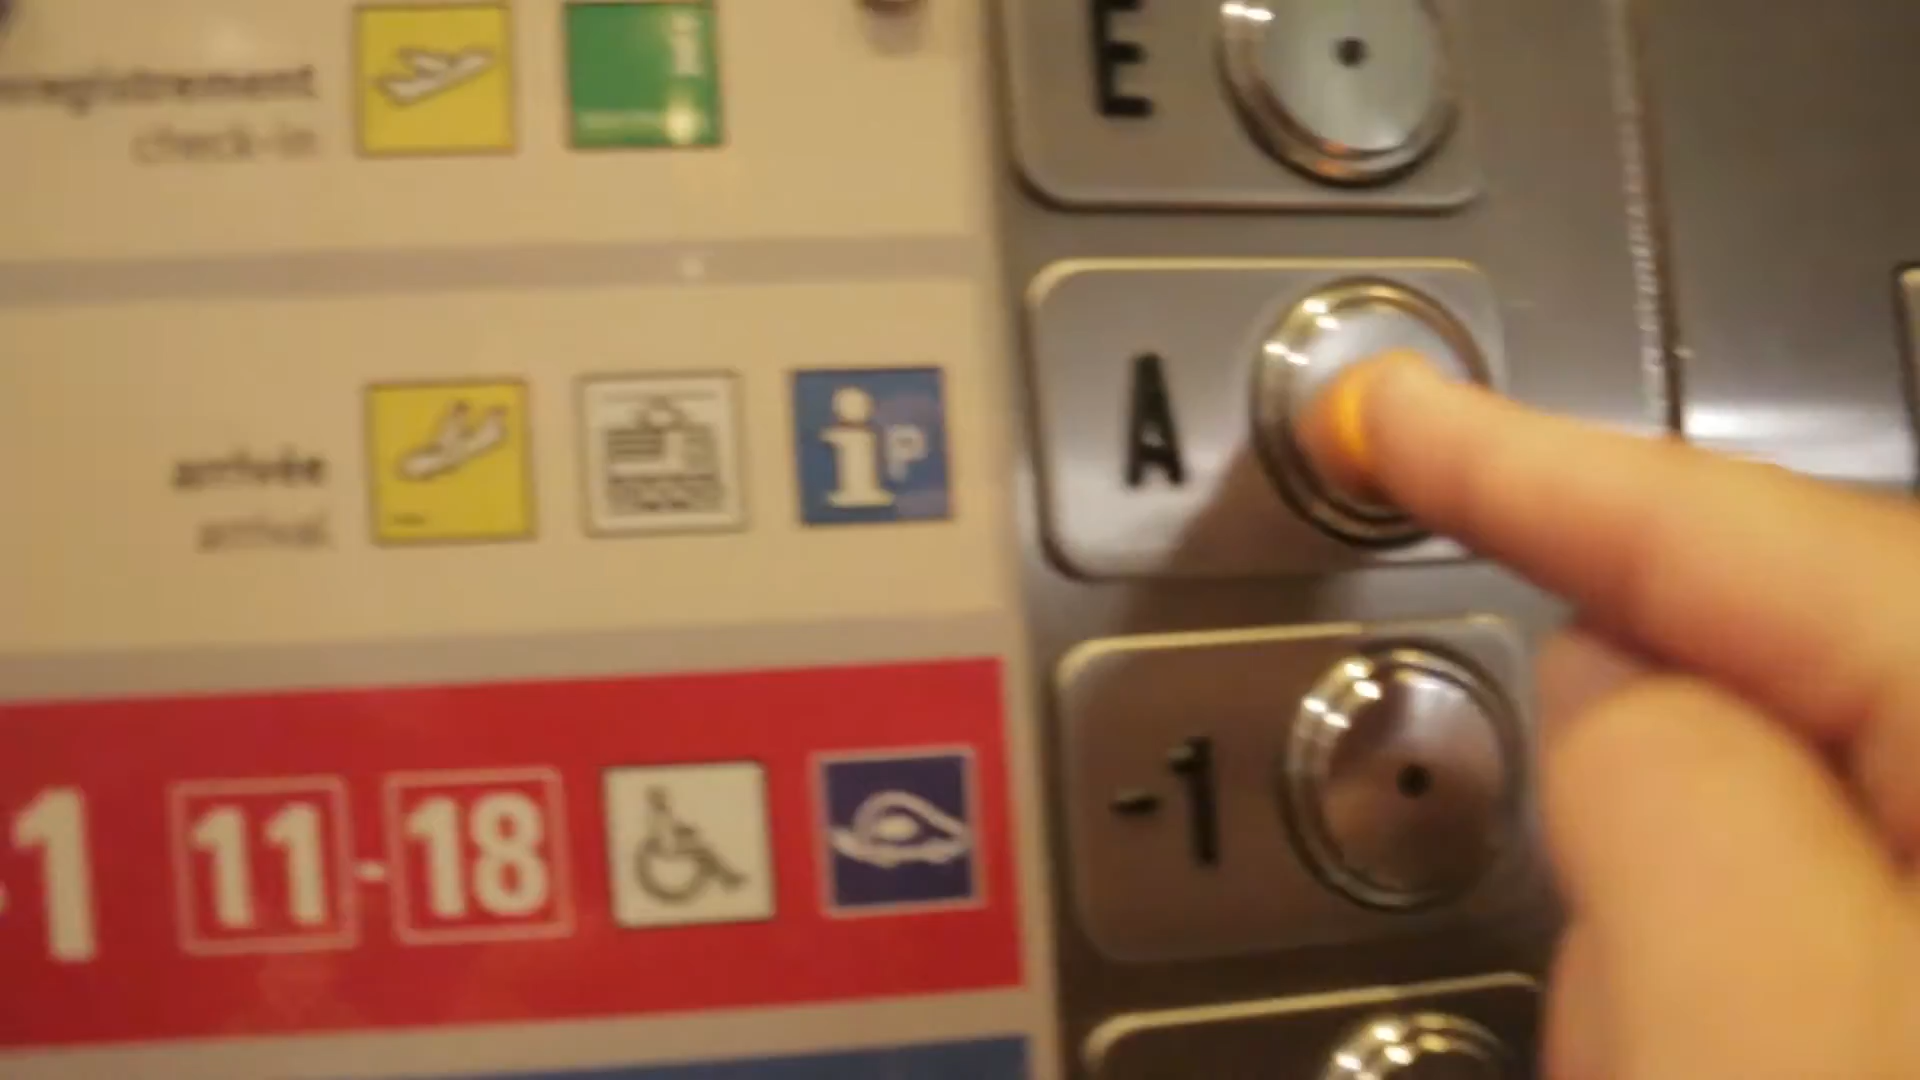 enregistrement
check-in
i
E
arrivée
arrival
i P
A
-1 11-18
-1